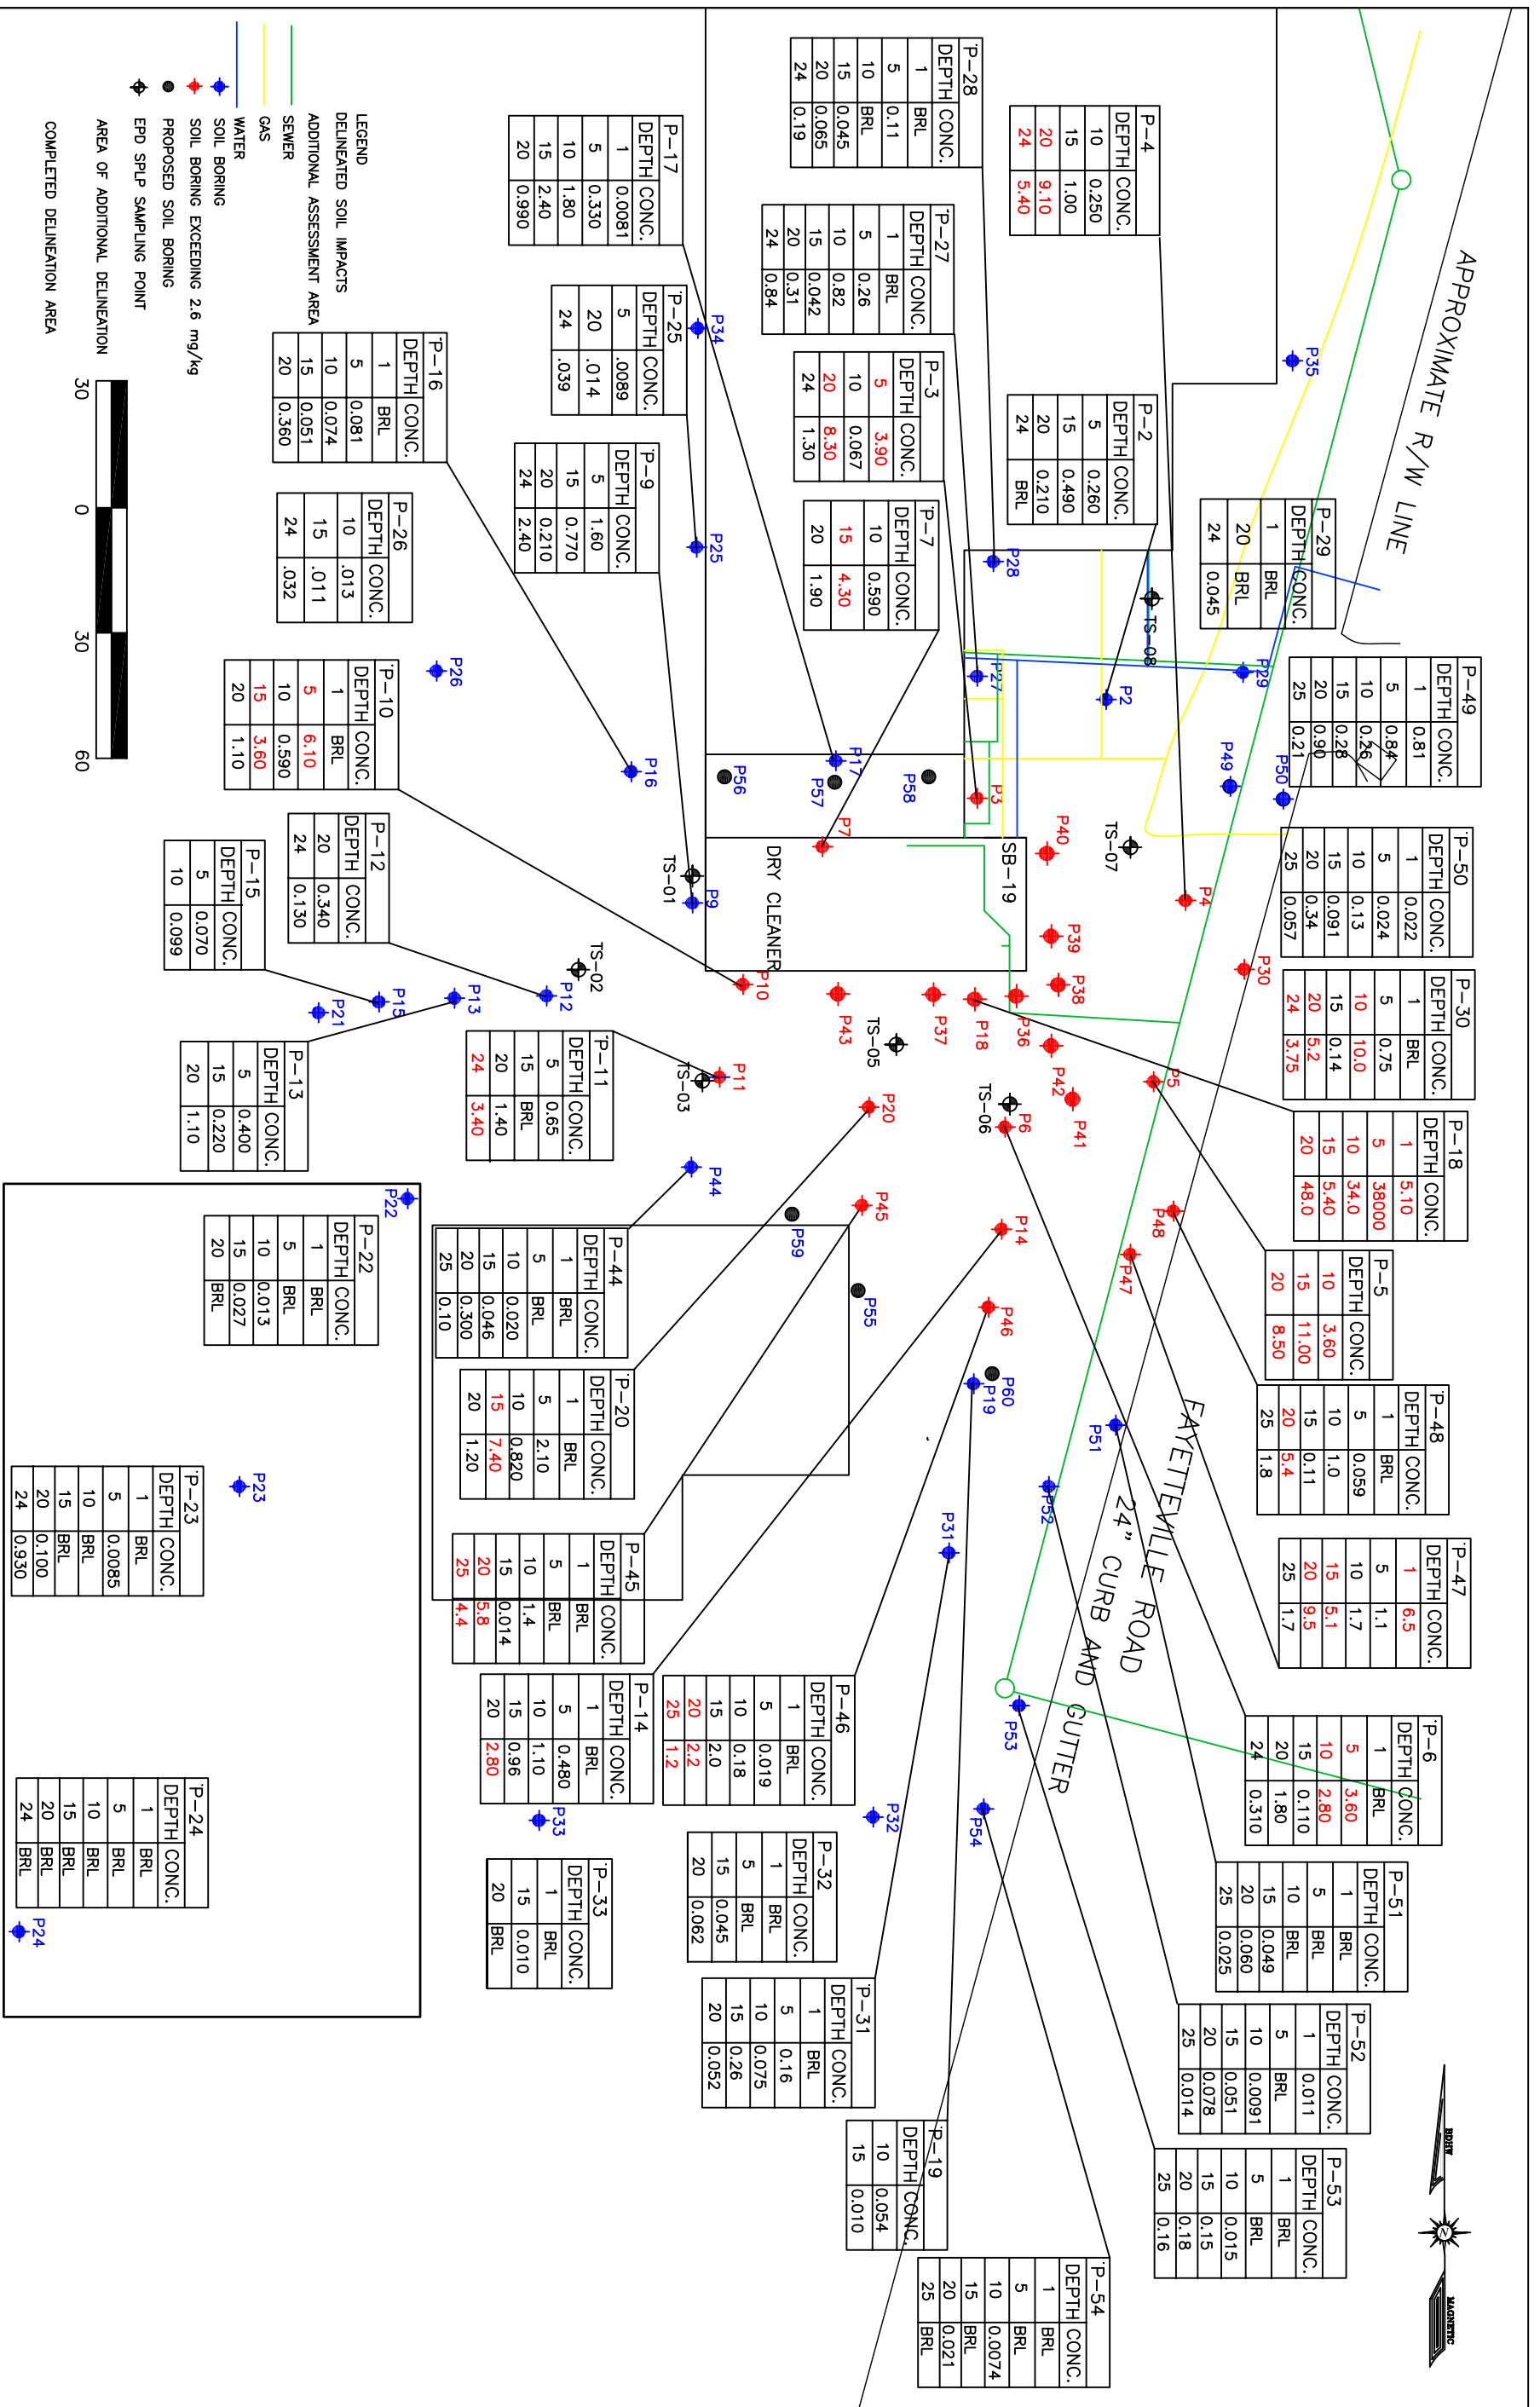 APPROXIMATE R/W LINE
FAYETTEVILLE ROAD
24" CURB AND GUTTER
MAGNETIC
N
P-28
DEPTH CONC.
1 BRL
5 0.11
10 BRL
15 0.045
20 0.065
24 0.19
P-4
DEPTH CONC.
10 0.250
15 1.00
20 9.10
24 5.40
P-17
DEPTH CONC.
1 0.0081
5 0.330
10 1.80
15 2.40
20 0.990
P-27
DEPTH CONC.
1 BRL
5 0.26
10 0.82
15 0.042
20 0.31
24 0.84
P-25
DEPTH CONC.
5 .0089
20 .014
24 .039
P-3
DEPTH CONC.
5 3.90
10 0.067
20 8.30
24 1.30
P-2
DEPTH CONC.
5 0.260
15 0.490
20 0.210
24 BRL
P-16
DEPTH CONC.
1 BRL
5 0.081
10 0.074
15 0.051
20 0.360
P-9
DEPTH CONC.
5 1.60
15 0.770
20 0.210
24 2.40
P-7
DEPTH CONC.
10 0.590
15 4.30
20 1.90
P-29
DEPTH CONC.
1 BRL
20 BRL
24 0.045
P-26
DEPTH CONC.
10 .013
15 .011
24 .032
P-49
DEPTH CONC.
1 0.81
5 0.84
10 0.26
15 0.28
20 0.90
25 0.21
P-10
DEPTH CONC.
1 BRL
5 6.10
10 0.590
15 3.60
20 1.10
P-12
DEPTH CONC.
20 0.340
24 0.130
P-15
DEPTH CONC.
5 0.070
10 0.099
P-50
DEPTH CONC.
1 0.022
5 0.024
10 0.13
15 0.091
20 0.34
25 0.057
P-30
DEPTH CONC.
1 BRL
5 0.75
10 10.0
15 0.14
20 5.2
24 3.75
P-13
DEPTH CONC.
5 0.400
15 0.220
20 1.10
P-11
DEPTH CONC.
5 0.65
15 BRL
20 1.40
24 3.40
P-18
DEPTH CONC.
1 5.10
5 38000
10 34.0
15 5.40
20 48.0
P-22
DEPTH CONC.
1 BRL
5 BRL
10 0.013
15 0.027
20 BRL
P-44
DEPTH CONC.
1 BRL
5 BRL
10 0.020
15 0.046
20 0.300
25 0.10
P-5
DEPTH CONC.
10 3.60
15 11.00
20 8.50
P-20
DEPTH CONC.
1 BRL
5 2.10
10 0.820
15 7.40
20 1.20
P-48
DEPTH CONC.
1 BRL
5 0.059
10 1.0
15 0.11
20 5.4
25 1.8
P-23
DEPTH CONC.
1 BRL
5 0.0085
10 BRL
15 BRL
20 0.100
24 0.930
P-45
DEPTH CONC.
1 BRL
5 BRL
10 1.4
15 0.014
20 5.8
25 4.4
P-47
DEPTH CONC.
1 6.5
5 1.1
10 1.7
15 5.1
20 9.5
25 1.7
P-14
DEPTH CONC.
1 BRL
5 0.480
10 1.10
15 0.96
20 2.80
P-46
DEPTH CONC.
1 BRL
5 0.019
10 0.18
15 2.0
20 2.2
25 1.2
P-6
DEPTH CONC.
1 BRL
5 3.60
10 2.80
15 0.110
20 1.80
24 0.310
P-24
DEPTH CONC.
1 BRL
5 BRL
10 BRL
15 BRL
20 BRL
24 BRL
P-33
DEPTH CONC.
1 BRL
15 0.010
20 BRL
P-32
DEPTH CONC.
1 BRL
5 BRL
15 0.045
20 0.062
P-51
DEPTH CONC.
1 BRL
5 BRL
10 BRL
15 0.049
20 0.060
25 0.025
P-31
DEPTH CONC.
1 BRL
5 0.16
10 0.075
15 0.26
20 0.052
P-52
DEPTH CONC.
1 0.011
5 BRL
10 0.0091
15 0.051
20 0.078
25 0.014
P-19
DEPTH CONC.
10 0.054
15 0.010
P-53
DEPTH CONC.
1 BRL
5 BRL
10 0.015
15 0.15
20 0.18
25 0.16
P-54
DEPTH CONC.
1 BRL
5 BRL
10 0.0074
15 BRL
20 0.021
25 BRL
P35
P34
P25
P28
TS-08
P29
P27
P2
P26
P16
P17
P56
P57
P58
P3
P49
P50
P7
P40
TS-07
P4
SB-19
DRY CLEANER
TS-01
P9
P39
P30
TS-02
P10
P12
P13
P15
P21
P43
P37
P18
P36
P38
TS-05
P42
P5
P11
TS-03
P20
TS-06
P6
P41
P44
P22
P45
P59
P14
P48
P47
P55
P46
P60
P19
P51
P52
P23
P31
P53
P54
P32
P33
P24
LEGEND
DELINEATED SOIL IMPACTS
ADDITIONAL ASSESSMENT AREA
SEWER
GAS
WATER
SOIL BORING
SOIL BORING EXCEEDING 2.6 mg/kg
PROPOSED SOIL BORING
EPD SPLP SAMPLING POINT
AREA OF ADDITIONAL DELINEATION
COMPLETED DELINEATION AREA
30 0 30 60